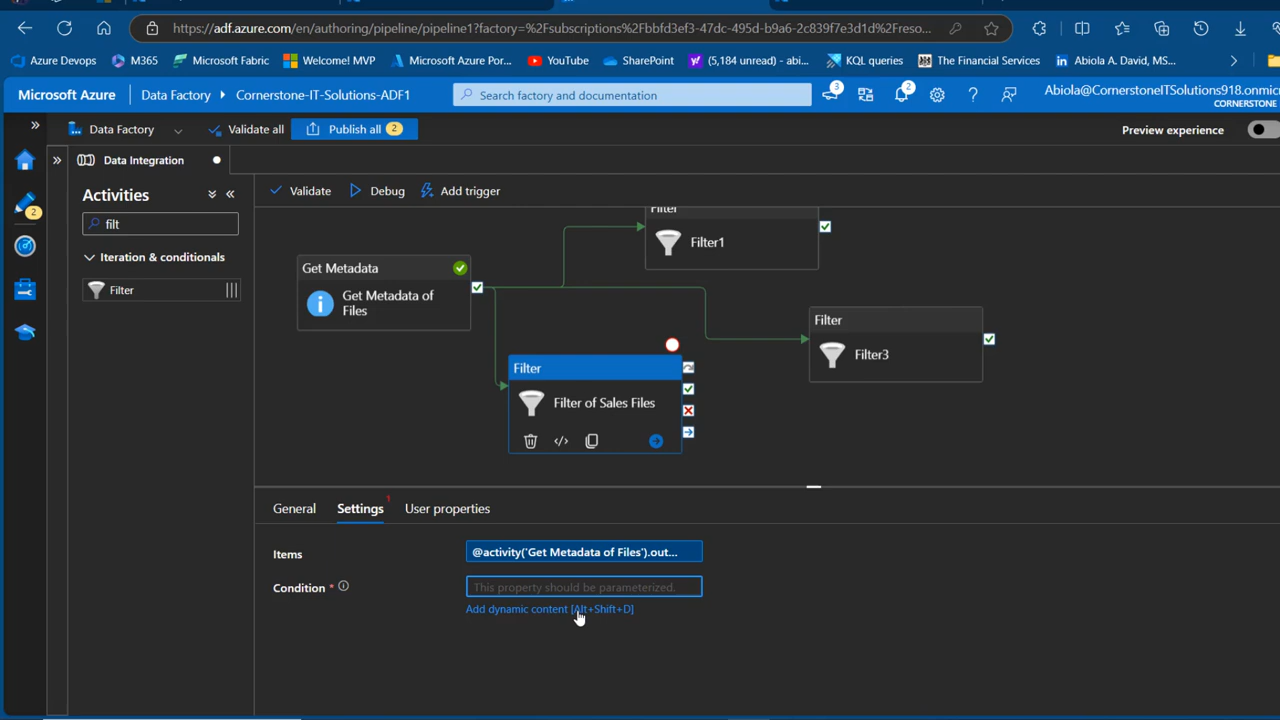 https://adf.azure.com/en/authoring/pipeline/pipeline1?factory=%2Fsubscriptions%2Fbbfd3ef3-47dc-495d-b9a6-2c839f7e3d1d%2Freso...
Azure Devops
M365
Microsoft Fabric
Welcome! MVP
Microsoft Azure Por...
YouTube
SharePoint
(5,184 unread) - abi...
KQL queries
The Financial Services
Abiola A. David, MS...
Microsoft Azure
Data Factory
Cornerstone-IT-Solutions-ADF1
Search factory and documentation
3
2
Abiola@CornerstoneITSolutions918.onmic
CORNERSTONE
Data Factory
Validate all
Publish all
2
Preview experience
Data Integration
Activities
Validate
Debug
Add trigger
2
filt
Iteration & conditionals
Filter
Filter
Filter1
Get Metadata
Get Metadata of
Files
Filter
Filter3
Filter
Filter of Sales Files
General
Settings
1
User properties
Items
@activity('Get Metadata of Files').out...
Condition *
This property should be parameterized.
Add dynamic content [Alt+Shift+D]